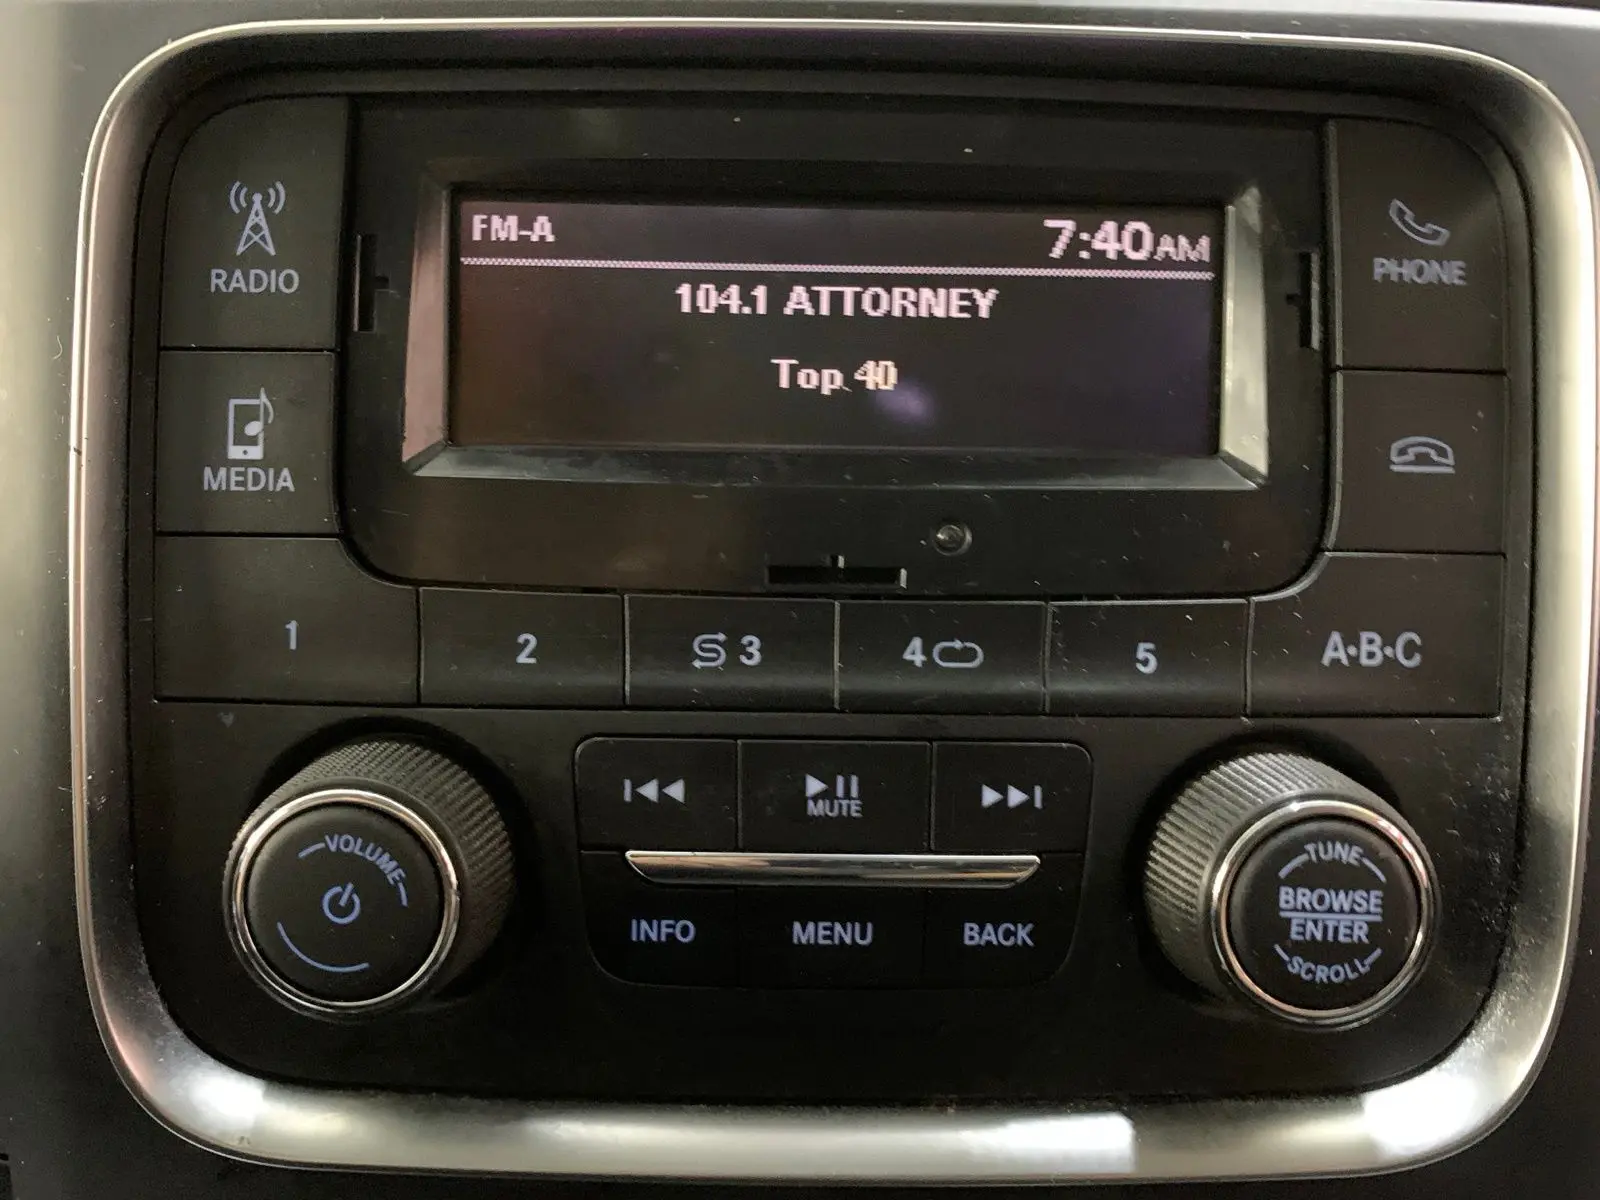 FM-A 7:40AM
104.1 ATTORNEY
Top 40
RADIO
MEDIA
PHONE
1 2 3 4 5 A·B·C
MUTE
VOLUME
INFO MENU BACK
TUNE
BROWSE
ENTER
SCROLL